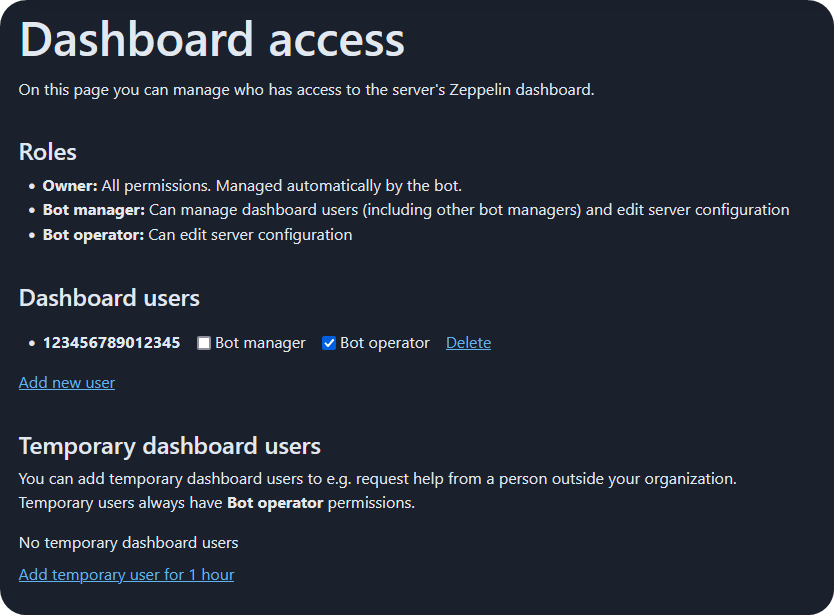 Dashboard access
On this page you can manage who has access to the server's Zeppelin dashboard.
Roles
• Owner: All permissions. Managed automatically by the bot.
• Bot manager: Can manage dashboard users (including other bot managers) and edit server configuration
• Bot operator: Can edit server configuration
Dashboard users
• 123456789012345 Bot manager Bot operator Delete
Add new user
Temporary dashboard users
You can add temporary dashboard users to e.g. request help from a person outside your organization.
Temporary users always have Bot operator permissions.
No temporary dashboard users
Add temporary user for 1 hour